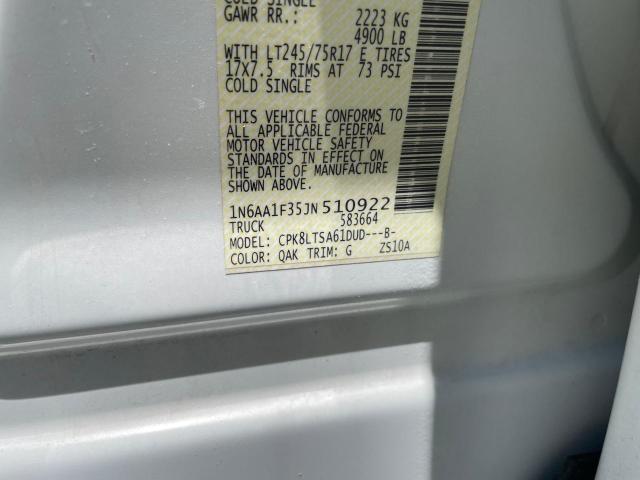 COLD SINGLE
GAWR RR.: 2223 KG
4900 LB
WITH LT245/75R17 E TIRES
17X7.5 RIMS AT 73 PSI
COLD SINGLE
THIS VEHICLE CONFORMS TO
ALL APPLICABLE FEDERAL
MOTOR VEHICLE SAFETY
STANDARDS IN EFFECT ON
THE DATE OF MANUFACTURE
SHOWN ABOVE.
1N6AA1F35JN510922
TRUCK 583664
MODEL: CPK8LTSA61DUD---B-
COLOR: QAK TRIM: G ZS10A